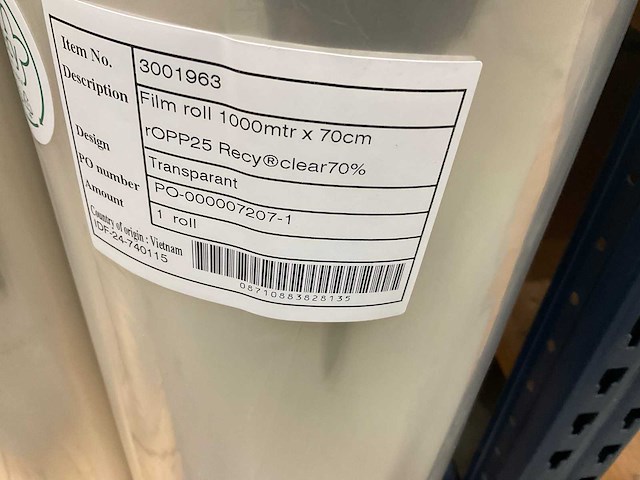 Item No. 3001963
Description Film roll 1000mtr x 70cm
rOPP25 Recy®clear70%
Design Transparant
PO number PO-000007207-1
Amount 1 roll
Country of origin : Vietnam
IDF-24-740115
08710883828135